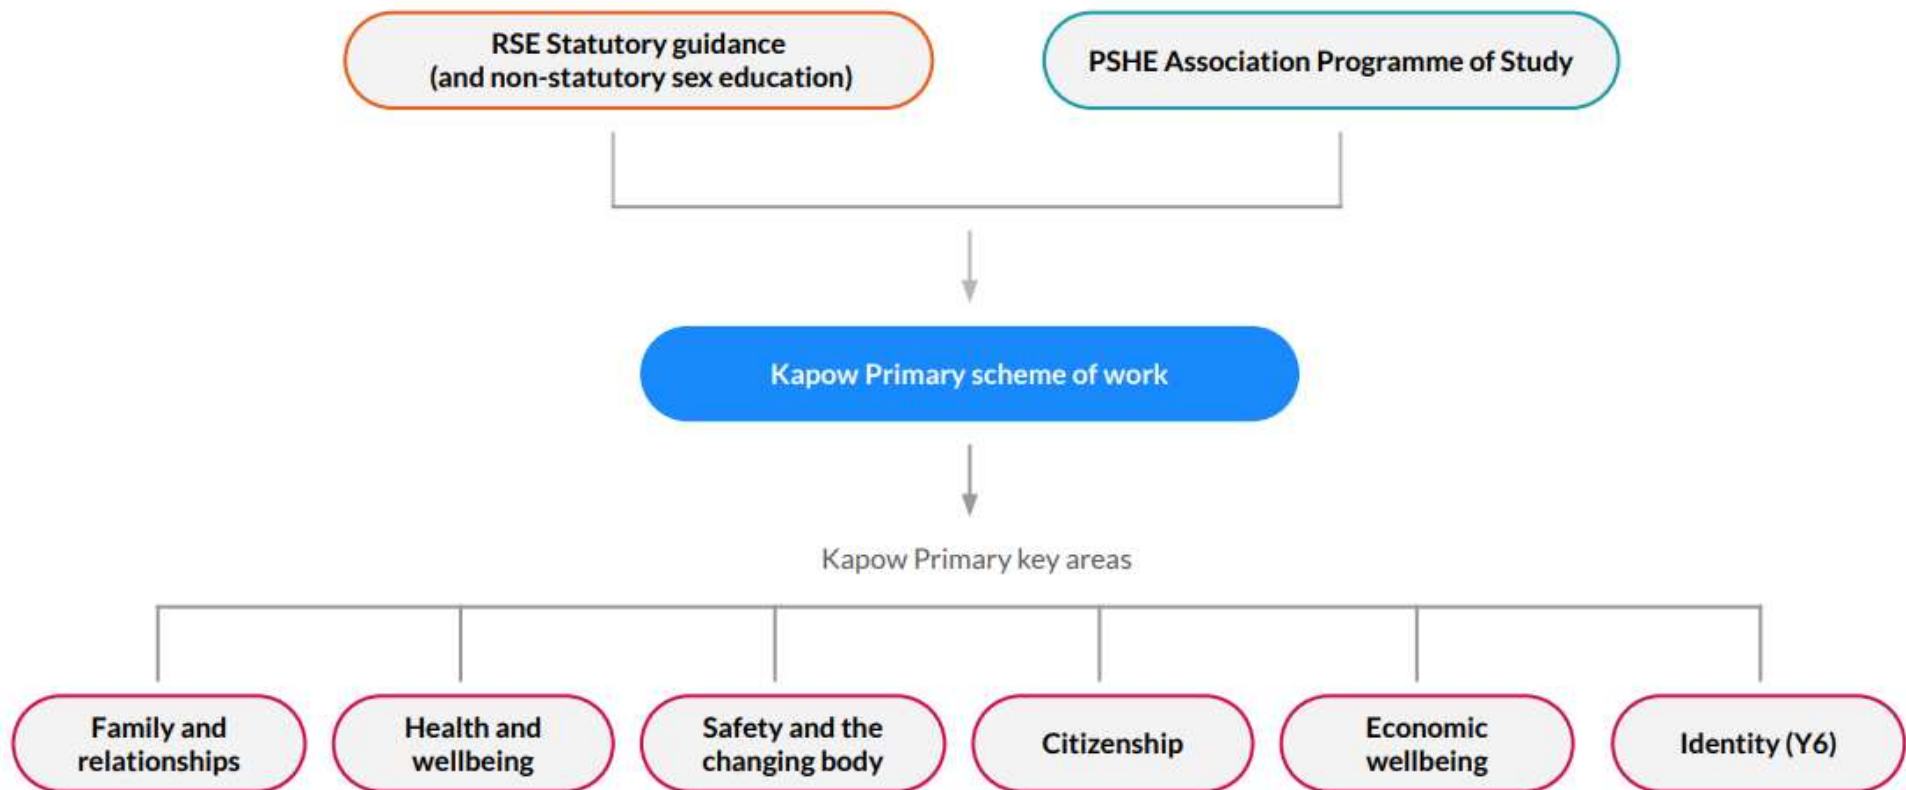 RSE Statutory guidance
(and non-statutory sex education)
PSHE Association Programme of Study
Kapow Primary scheme of work
Kapow Primary key areas
Family and
relationships
Health and
wellbeing
Safety and the
changing body
Citizenship
Economic
wellbeing
Identity (Y6)